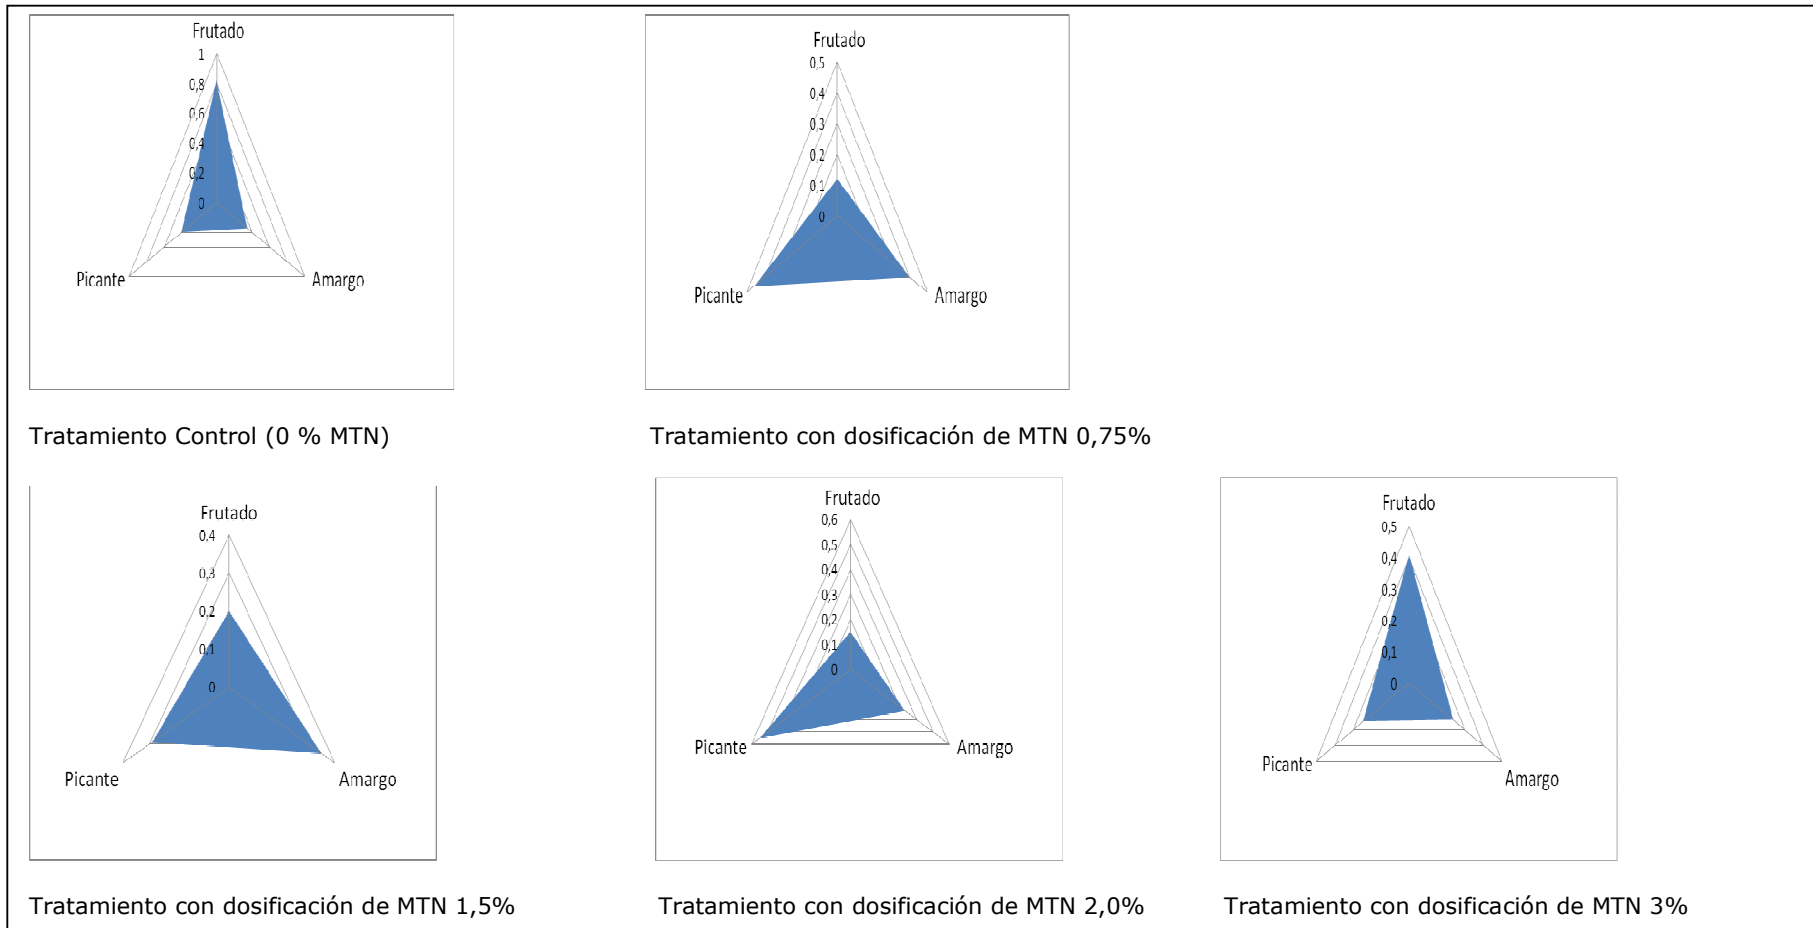 Frutado
1
0,8
0,6
0,4
0,2
0
Picante
Amargo
Frutado
0,5
0,4
0,3
0,2
0,1
0
Picante
Amargo
Tratamiento Control (0 % MTN)
Tratamiento con dosificación de MTN 0,75%
Frutado
0,4
0,3
0,2
0,1
0
Picante
Amargo
Frutado
0,6
0,5
0,4
0,3
0,2
0,1
0
Picante
Amargo
Frutado
0,5
0,4
0,3
0,2
0,1
0
Picante
Amargo
Tratamiento con dosificación de MTN 1,5%
Tratamiento con dosificación de MTN 2,0%
Tratamiento con dosificación de MTN 3%